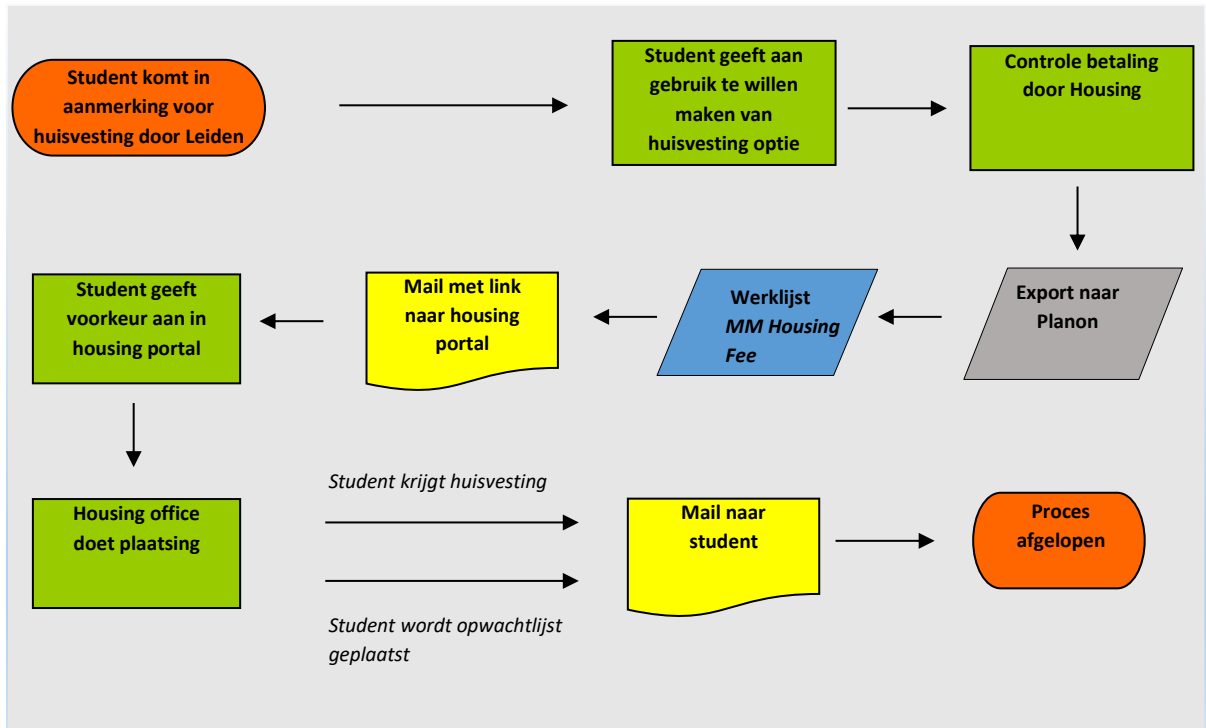 Student komt in
aanmerking voor
huisvesting door Leiden
Student geeft aan
gebruik te willen
maken van
huisvesting optie
Controle betaling
door Housing
Export naar
Planon
Werklijst
MM Housing
Fee
Mail met link
naar housing
portal
Student geeft
voorkeur aan in
housing portal
Housing office
doet plaatsing
Student krijgt huisvesting
Student wordt opwachtlijst
geplaatst
Mail naar
student
Proces
afgelopen